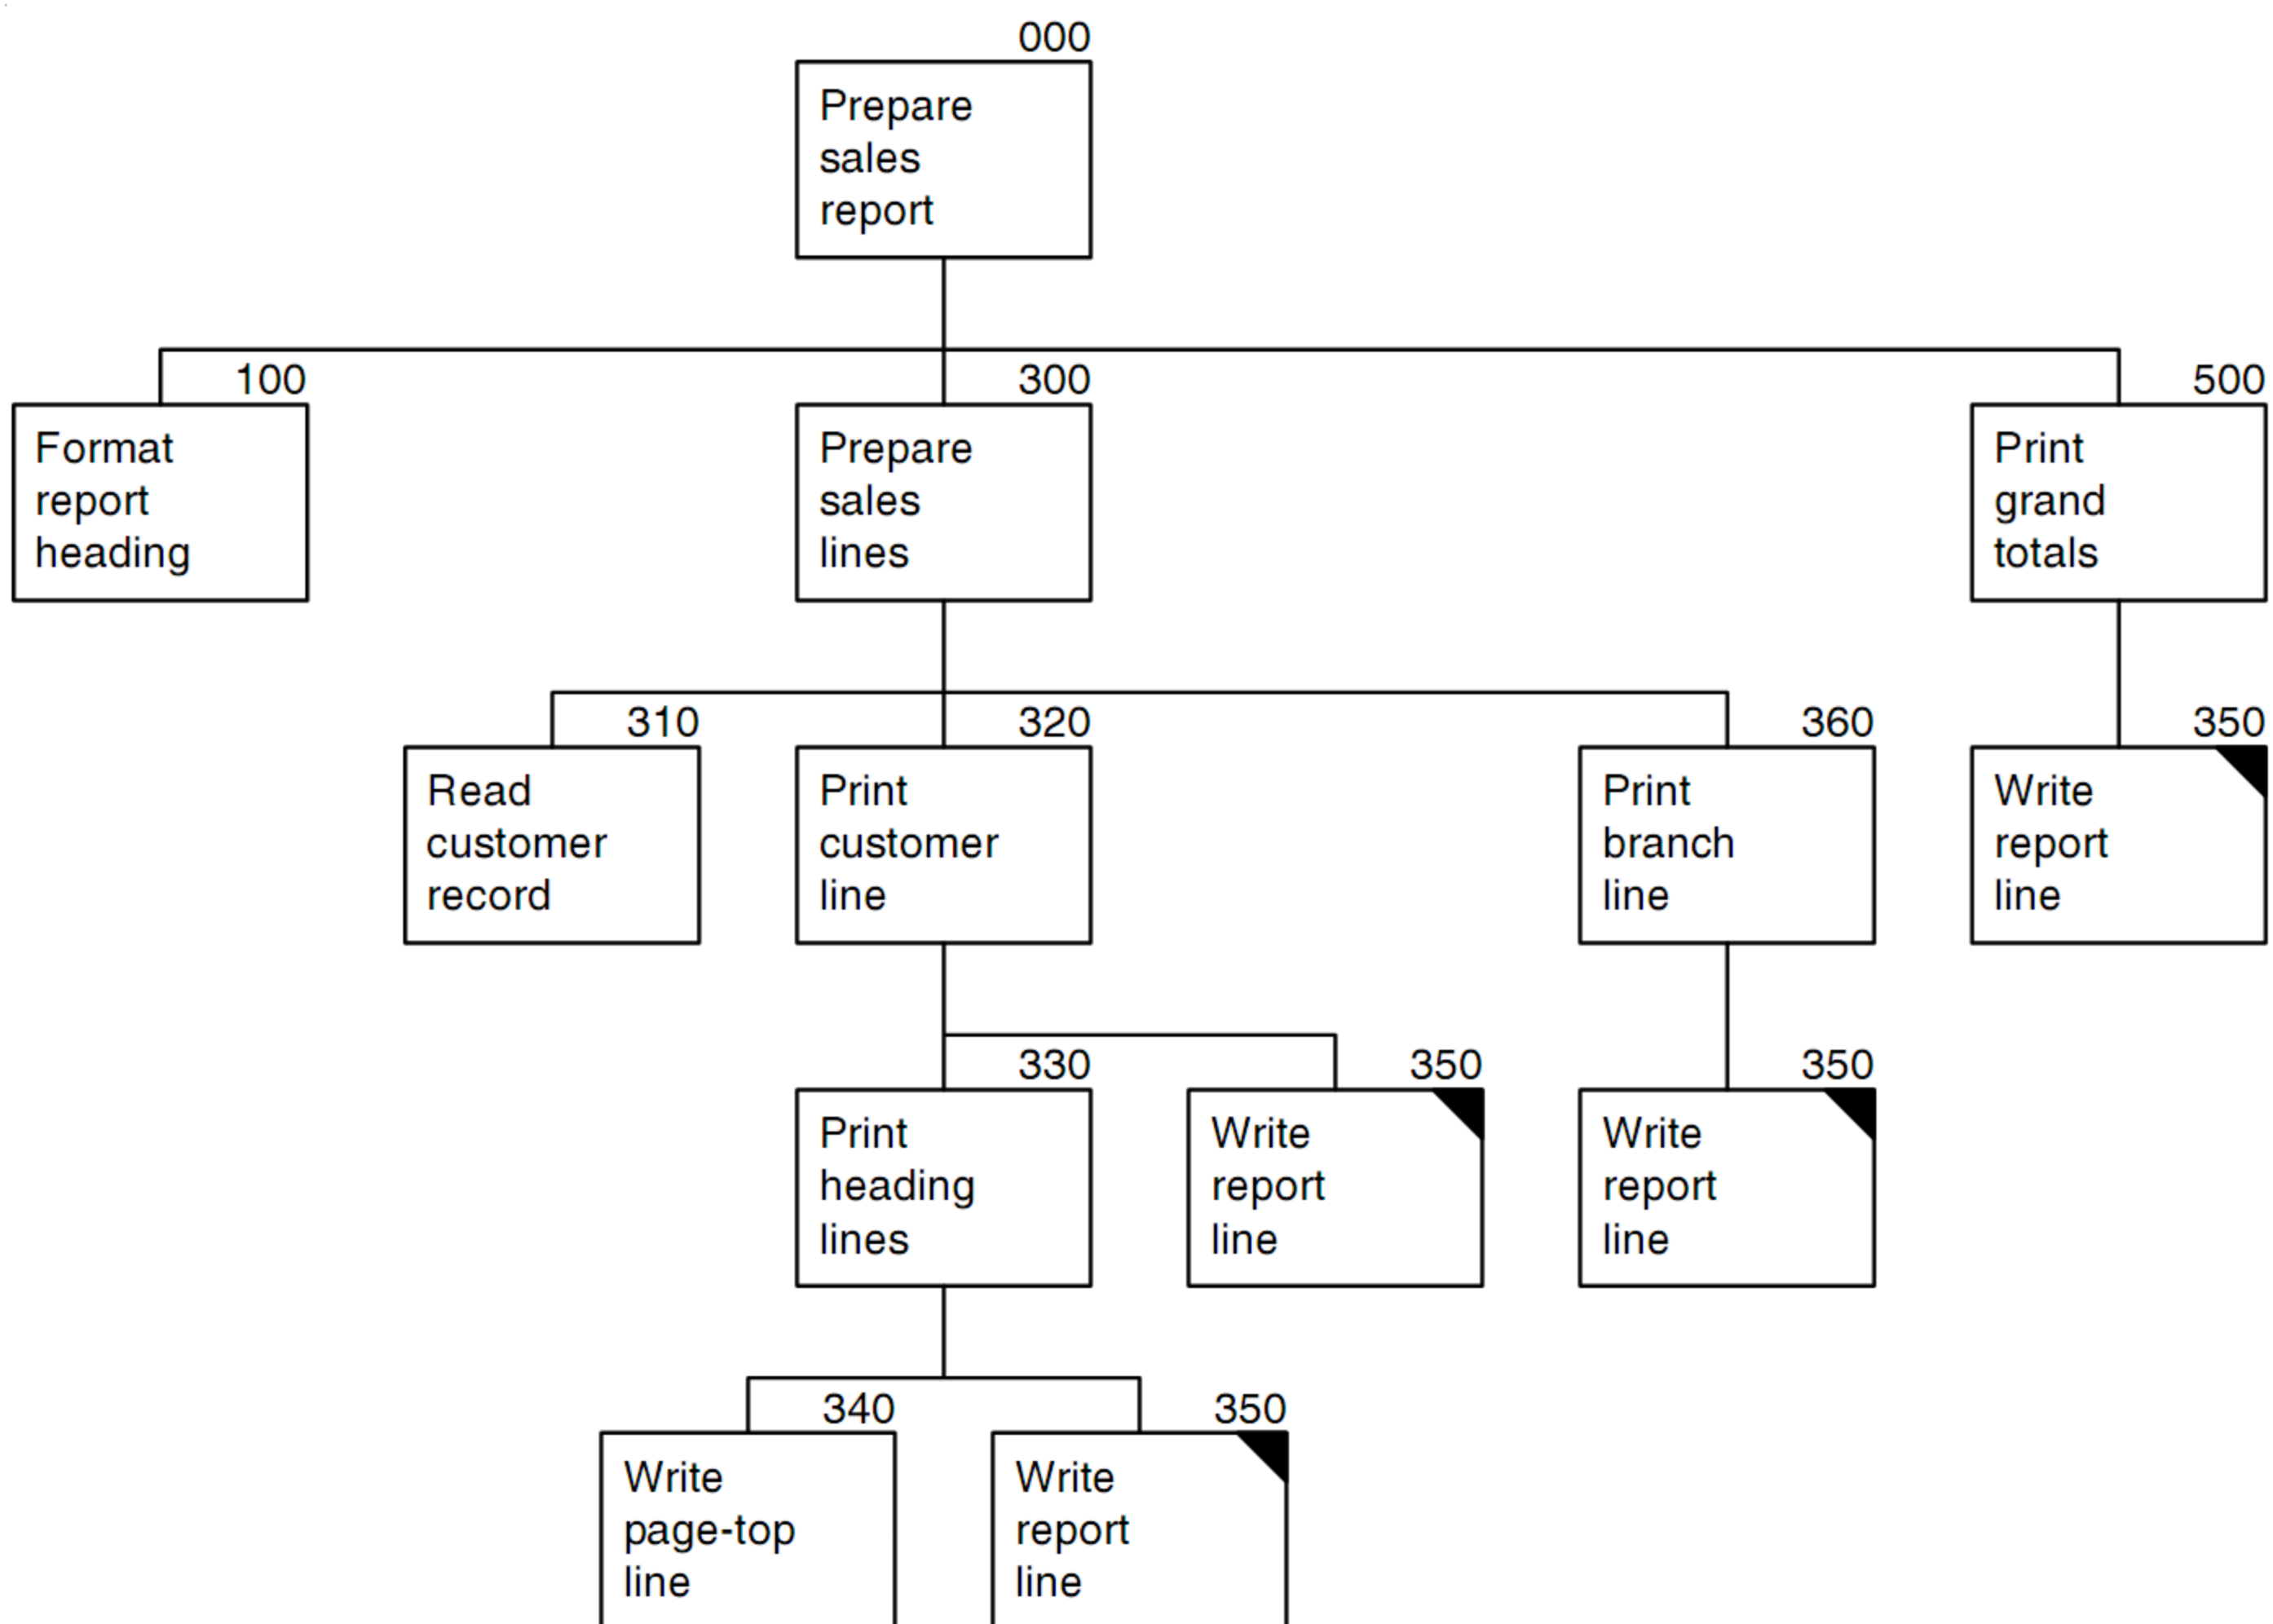 000
Prepare
sales
report
100
Format
report
heading
300
Prepare
sales
lines
500
Print
grand
totals
310
Read
customer
record
320
Print
customer
line
360
Print
branch
line
350
Write
report
line
330
Print
heading
lines
350
Write
report
line
350
Write
report
line
340
Write
page-top
line
350
Write
report
line